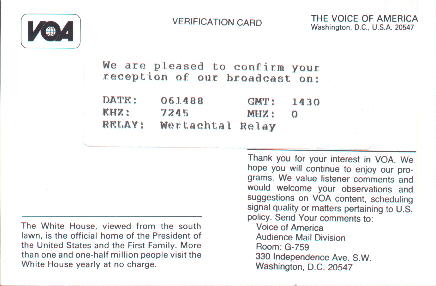 VOA
VERIFICATION CARD
THE VOICE OF AMERICA
Washington, D.C., U.S.A. 20547
We are pleased to confirm your
reception of our broadcast on:
DATE: 061488 GMT: 1430
KHZ: 7245 MHZ: 0
RELAY: Wertachtal Relay
Thank you for your interest in VOA. We
hope you will continue to enjoy our pro-
grams. We value listener comments and
would welcome your observations and
suggestions on VOA content, scheduling
signal quality or matters pertaining to U.S.
policy. Send Your comments to:
Voice of America
Audience Mail Division
Room: G-759
330 Independence Ave, S.W.
Washington, D.C. 20547
The White House, viewed from the south
lawn, is the official home of the President of
the United States and the First Family. More
than one and one-half million people visit the
White House yearly at no charge.